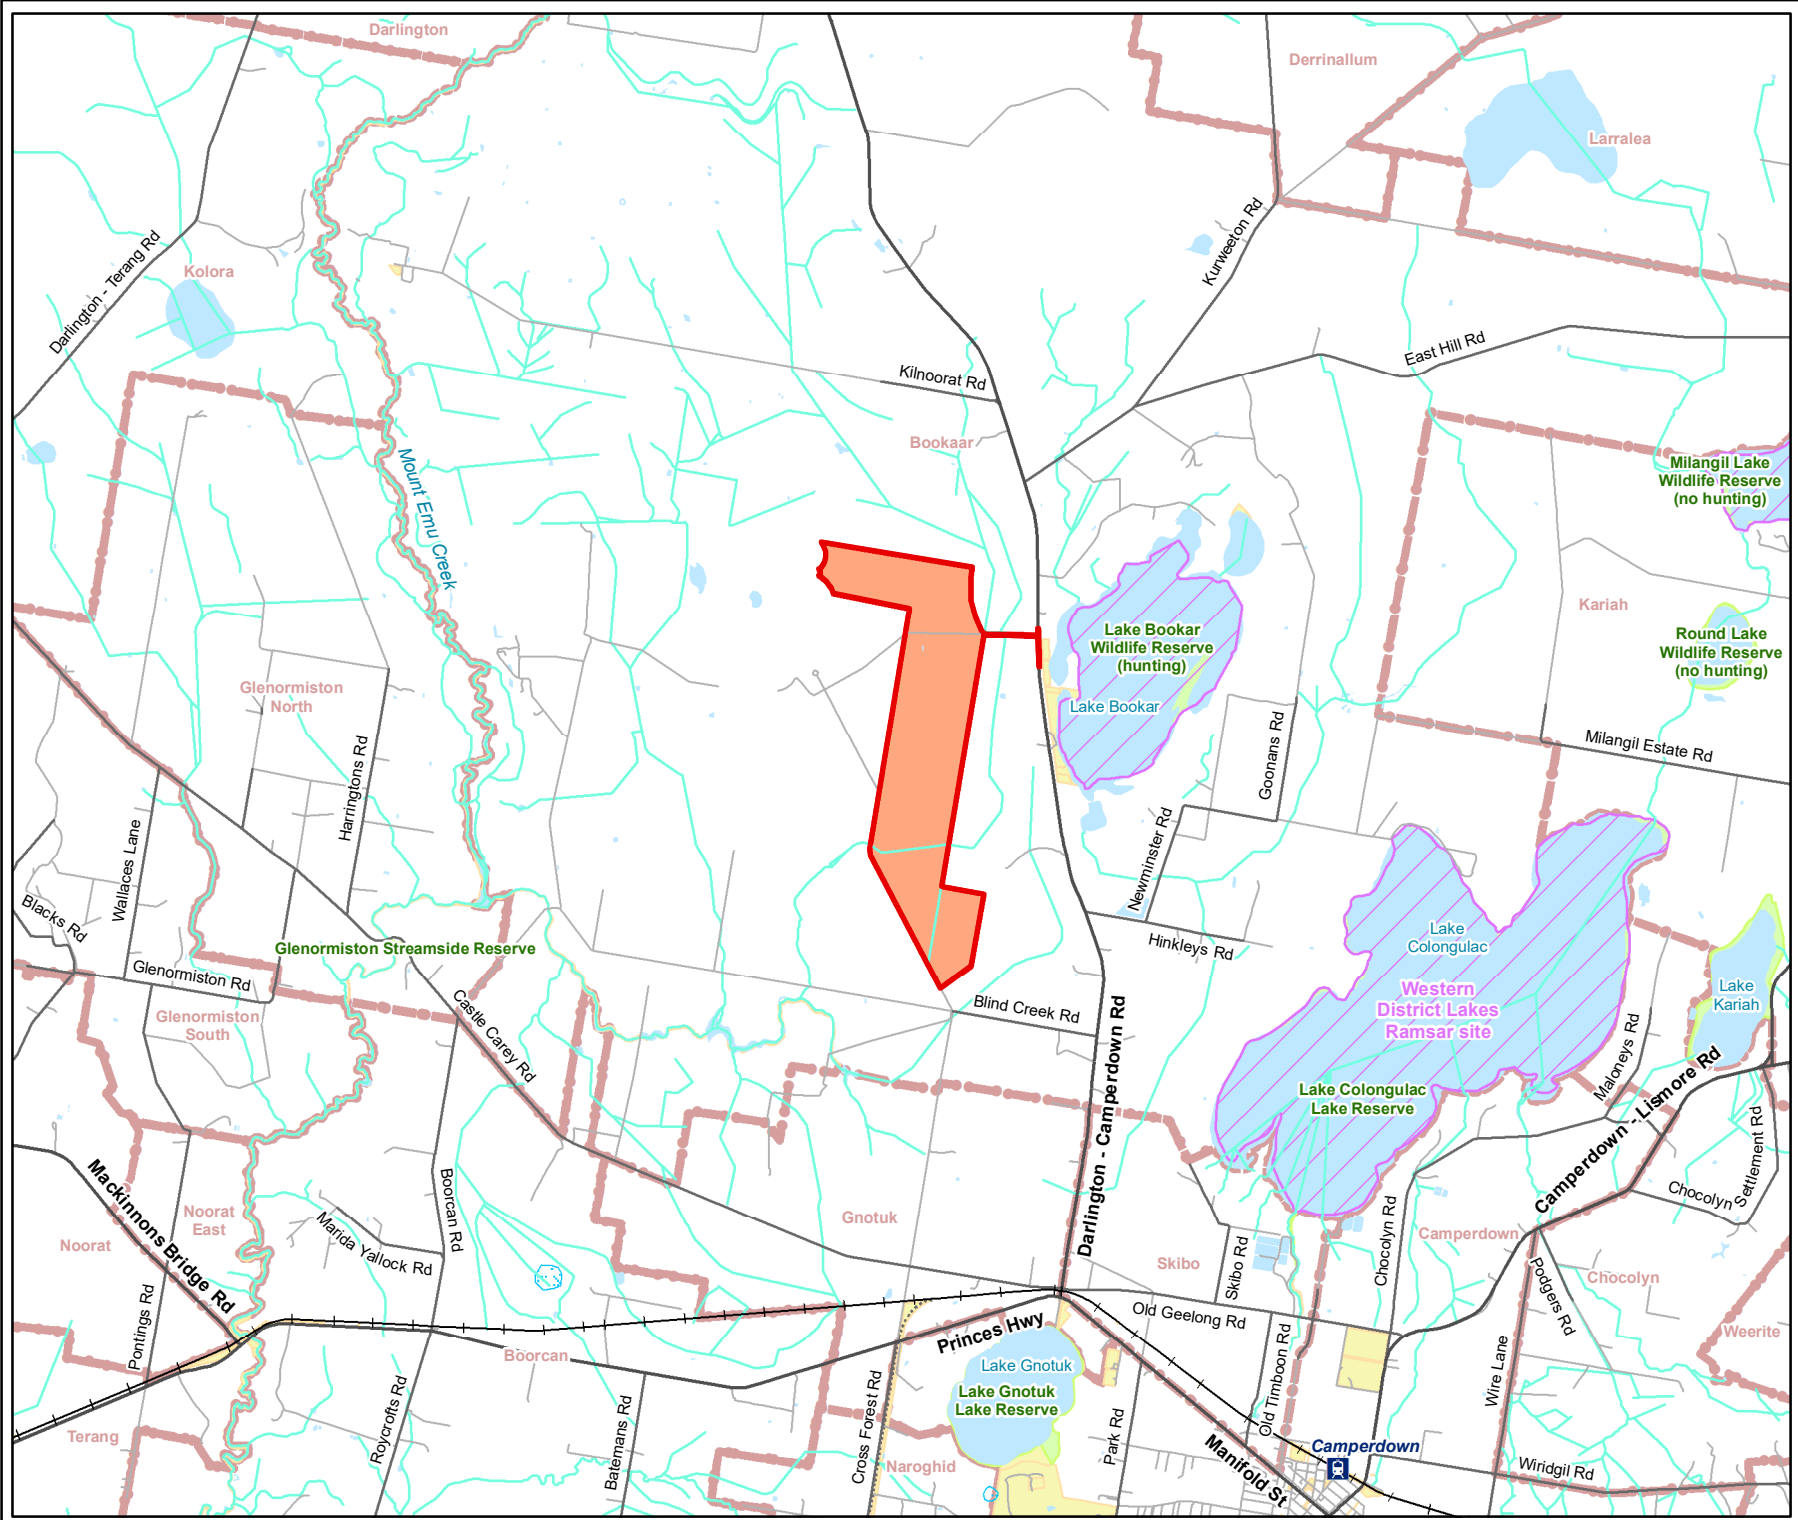 Darlington
Derrinallum
Larralea
Darlington - Terang Rd
Kolora
Kurweeton Rd
East Hill Rd
Kilnoorat Rd
Bookaar
Mount Emu Creek
Milangil Lake
Wildlife Reserve
(no hunting)
Kariah
Round Lake
Wildlife Reserve
(no hunting)
Lake Bookar
Wildlife Reserve
(hunting)
Lake Bookar
Glenormiston
North
Harringtons Rd
Goonans Rd
Milangil Estate Rd
Wallaces Lane
Newminster Rd
Blacks Rd
Glenormiston Streamside Reserve
Hinkleys Rd
Lake
Colongulac
Glenormiston Rd
Western
District Lakes
Ramsar site
Lake
Kariah
Castle Carey Rd
Blind Creek Rd
Glenormiston
South
Darlington - Camperdown Rd
Maloneys Rd
Lake Colongulac
Lake Reserve
Camperdown - Lismore Rd
Chocolyn
Settlement Rd
Mackinnons Bridge Rd
Noorat
East
Noorat
Marida Yallock Rd
Boorcan Rd
Gnotuk
Skibo
Skibo Rd
Chocolyn Rd
Camperdown
Podgers Rd
Chocolyn
Pontings Rd
Old Geelong Rd
Princes Hwy
Boorcan
Weerite
Lake Gnotuk
Lake Gnotuk
Lake Reserve
Old Timboon Rd
Wire Lane
Roycrofts Rd
Batemans Rd
Cross Forest Rd
Park Rd
Terang
Naroghid
Manifold St
Camperdown
Wiridgil Rd